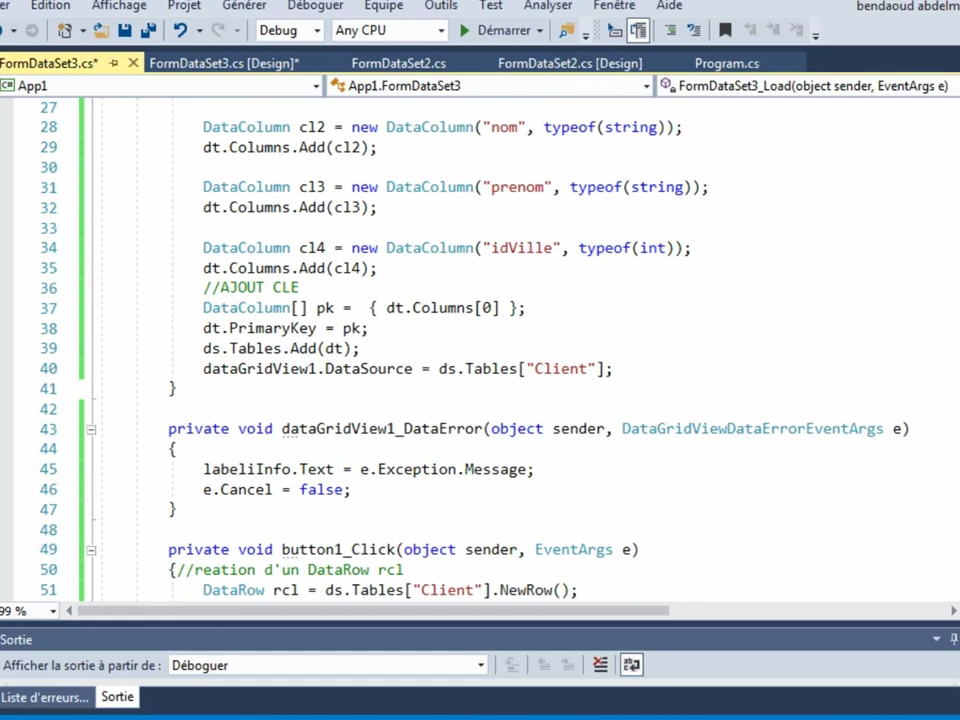 er Edition Affichage Projet Générer Déboguer Équipe Outils Test Analyser Fenêtre Aide bendaoud abdelm
Debug Any CPU Démarrer
FormDataSet3.cs* FormDataSet3.cs [Design]* FormDataSet2.cs FormDataSet2.cs [Design] Program.cs
C# App1 App1.FormDataSet3 FormDataSet3_Load(object sender, EventArgs e)
27
28 DataColumn cl2 = new DataColumn("nom", typeof(string));
29 dt.Columns.Add(cl2);
30
31 DataColumn cl3 = new DataColumn("prenom", typeof(string));
32 dt.Columns.Add(cl3);
33
34 DataColumn cl4 = new DataColumn("idVille", typeof(int));
35 dt.Columns.Add(cl4);
36 //AJOUT CLE
37 DataColumn[] pk = { dt.Columns[0] };
38 dt.PrimaryKey = pk;
39 ds.Tables.Add(dt);
40 dataGridView1.DataSource = ds.Tables["Client"];
41 }
42
43 private void dataGridView1_DataError(object sender, DataGridViewDataErrorEventArgs e)
44 {
45 labeliInfo.Text = e.Exception.Message;
46 e.Cancel = false;
47 }
48
49 private void button1_Click(object sender, EventArgs e)
50 {//reation d'un DataRow rcl
51 DataRow rcl = ds.Tables["Client"].NewRow();
99 %
Sortie
Afficher la sortie à partir de : Déboguer
Liste d'erreurs... Sortie